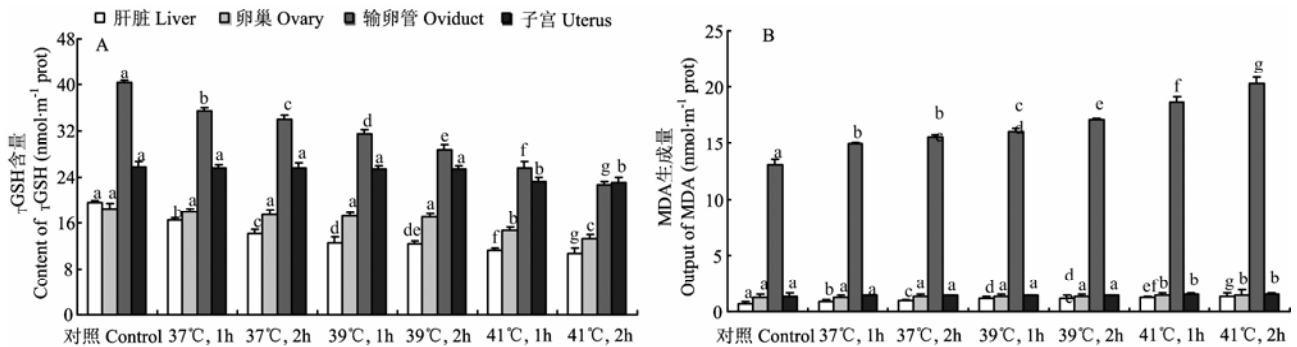 肝脏 Liver 卵巢 Ovary 输卵管 Oviduct 子宫 Uterus
A
TGSH含量
Content of TGSH (nmol·m⁻¹ prot)
48
40
32
24
16
8
0
a a a a
b a b a
c a c a
d a d a
de a e a
f b f b
g c g b
对照 Control 37℃, 1h 37℃, 2h 39℃, 1h 39℃, 2h 41℃, 1h 41℃, 2h
B
MDA生成量
Output of MDA (nmol·m⁻¹ prot)
25
20
15
10
5
0
a a a a
b a b a
c a b c a
d a c d a
d e a e a
ef b f b
g b g b
对照 Control 37℃, 1h 37℃, 2h 39℃, 1h 39℃, 2h 41℃, 1h 41℃, 2h